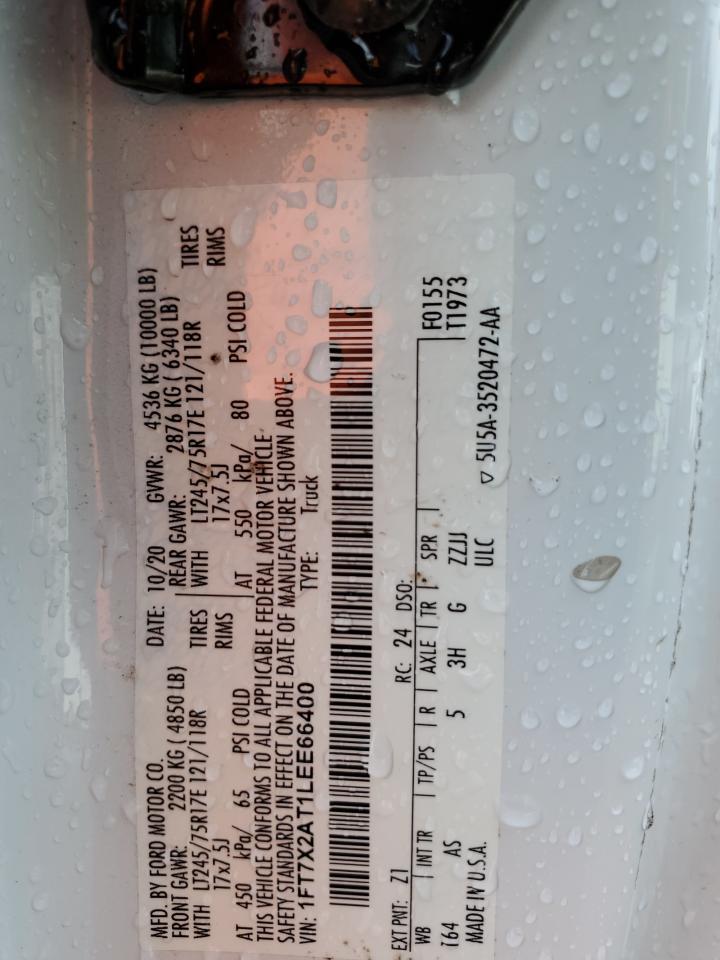 MFD. BY FORD MOTOR CO. DATE: 10/20 GVWR: 4536 KG (10000 LB)
FRONT GAWR: 2200 KG ( 4850 LB) REAR GAWR: 2876 KG ( 6340 LB)
WITH LT245/75R17E 121/118R TIRES WITH LT245/75R17E 121/118R TIRES
17x7.5J RIMS 17x7.5J RIMS
AT 450 kPa/ 65 PSI COLD AT 550 kPa/ 80 PSI COLD
THIS VEHICLE CONFORMS TO ALL APPLICABLE FEDERAL MOTOR VEHICLE
SAFETY STANDARDS IN EFFECT ON THE DATE OF MANUFACTURE SHOWN ABOVE.
VIN: 1FT7X2AT1LEE66400 TYPE: Truck
EXT PNT: Z1 RC: 24 DSO: F0155
WB INT TR TP/PS R AXLE TR SPR T1973
164 AS 5 3H G ZZJJ
MADE IN U.S.A. ULC ▽ 5U5A-3520472-AA